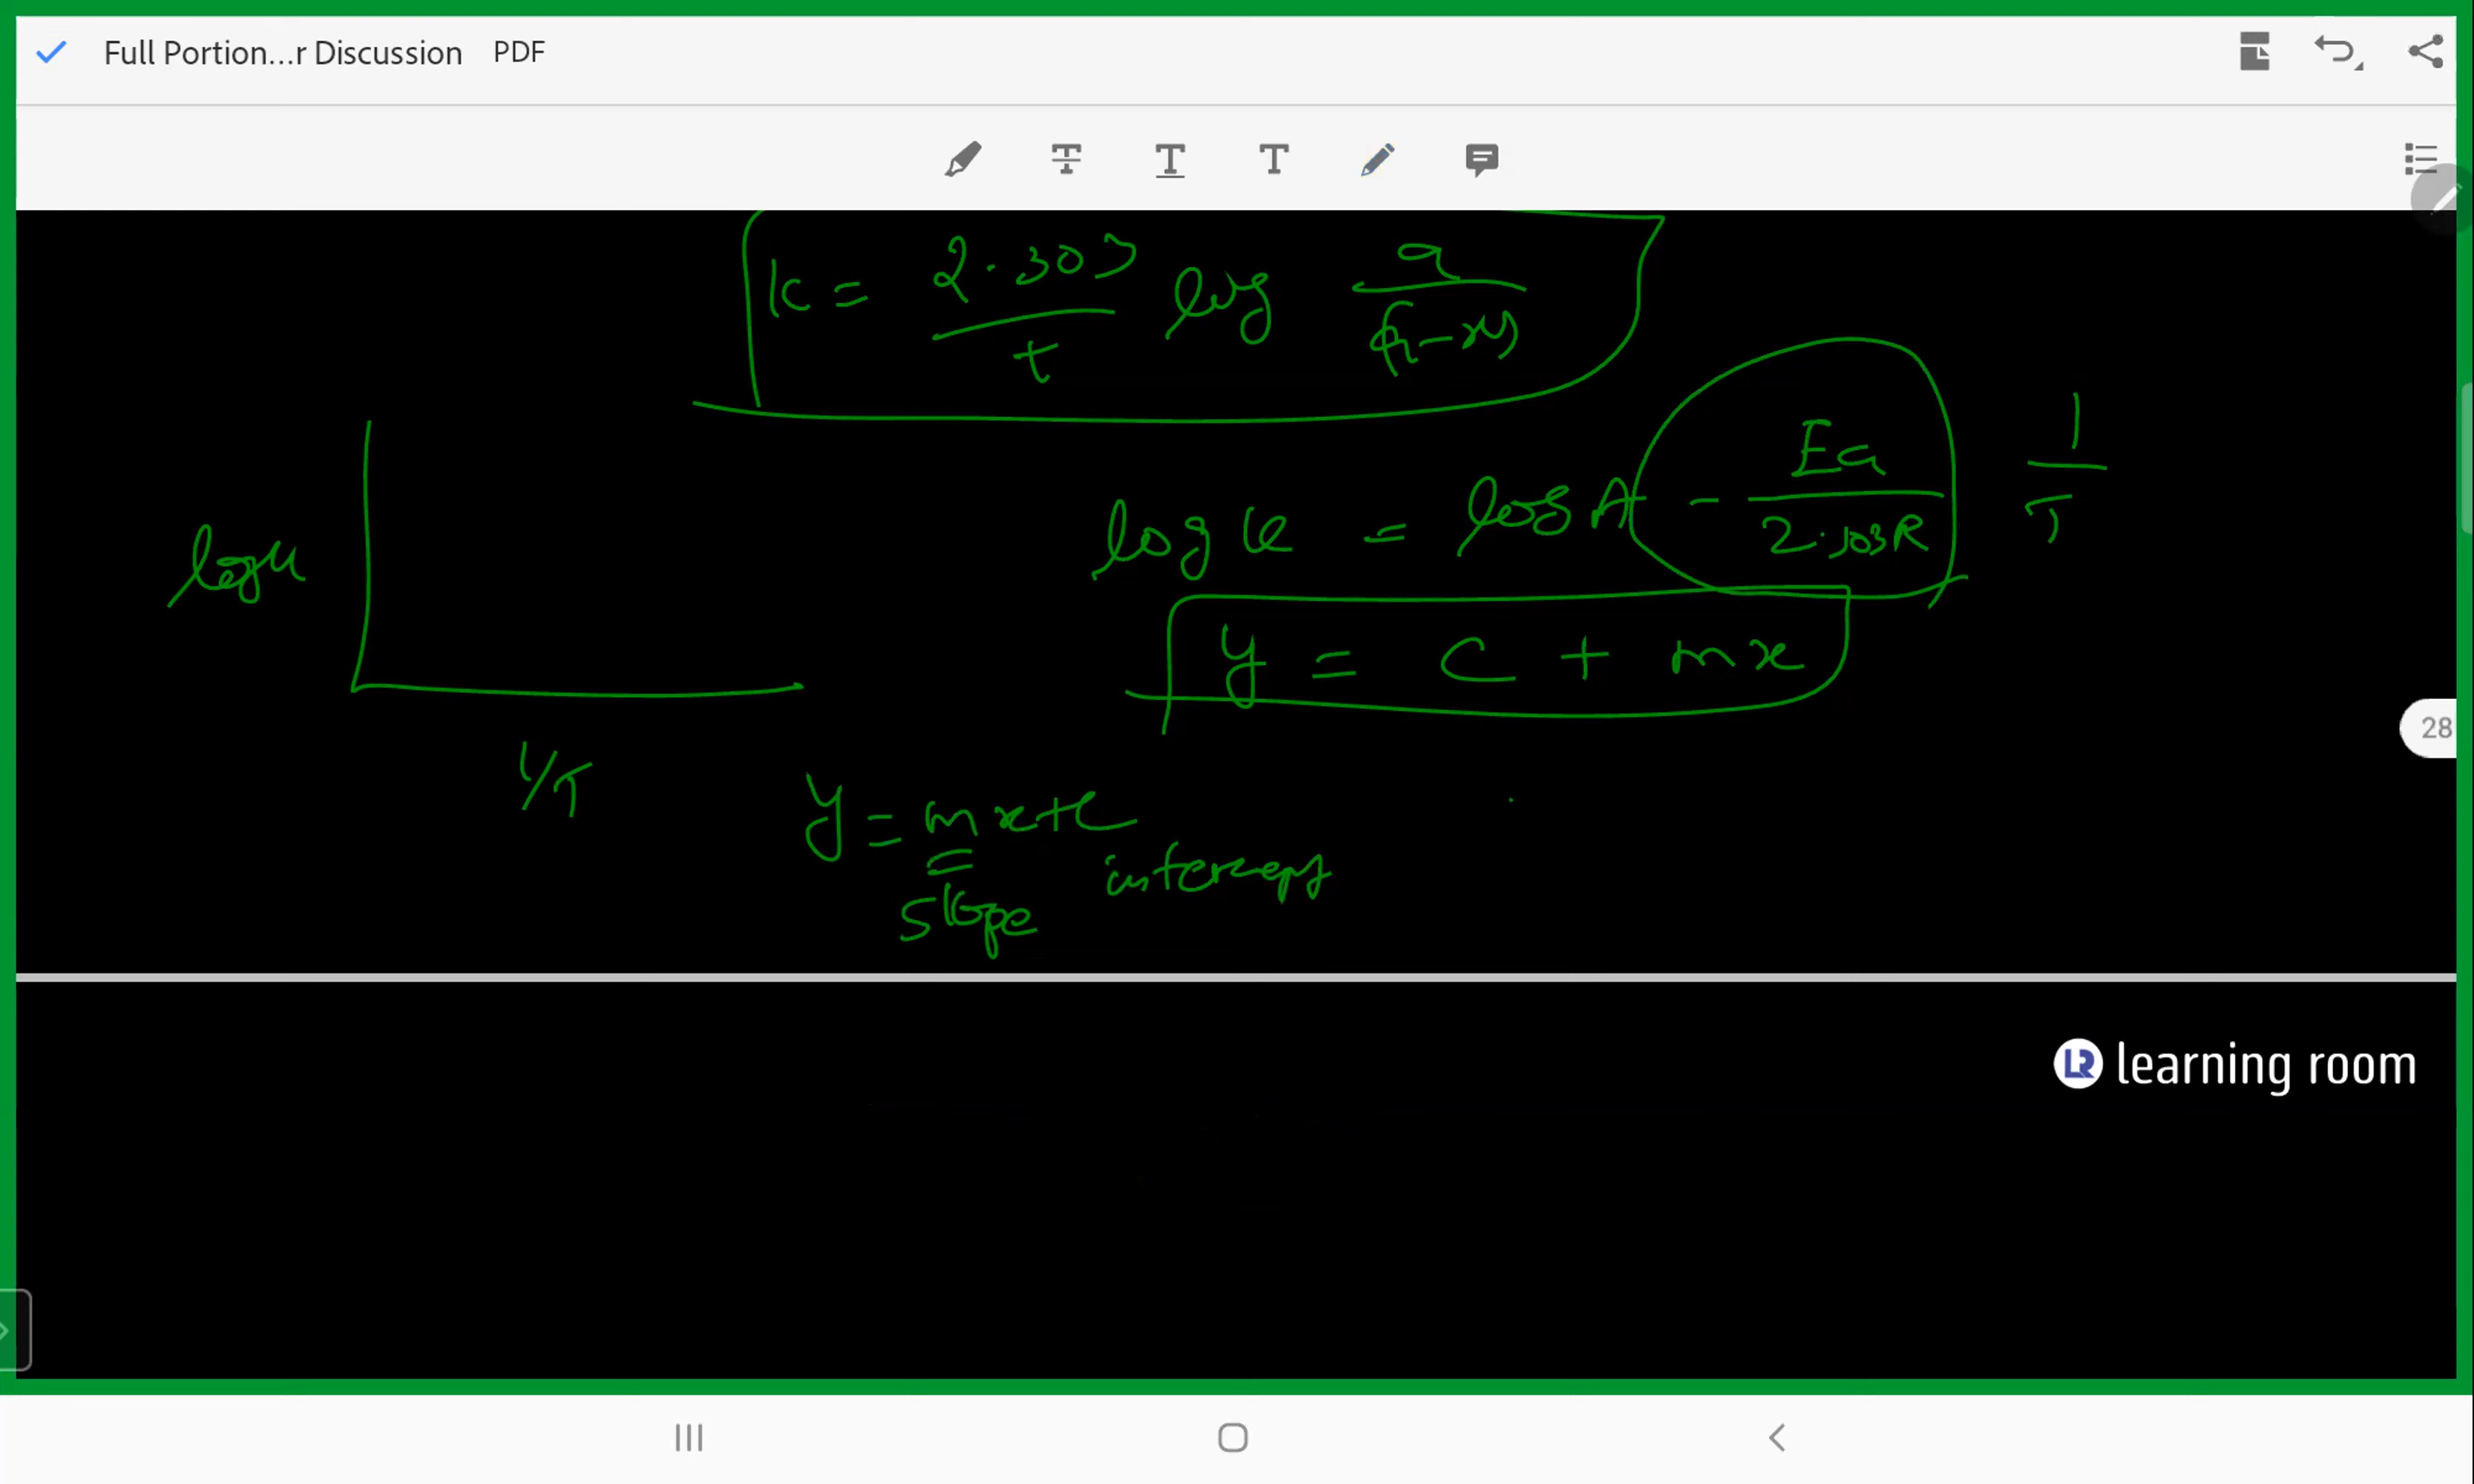 Full Portion...r Discussion PDF
k = 2.303/t log a/(a-x)
log k = log A - Ea/2.303R 1/T
log k
y = c + mx
28
1/T
y = mx+c
slope intercept
LR learning room